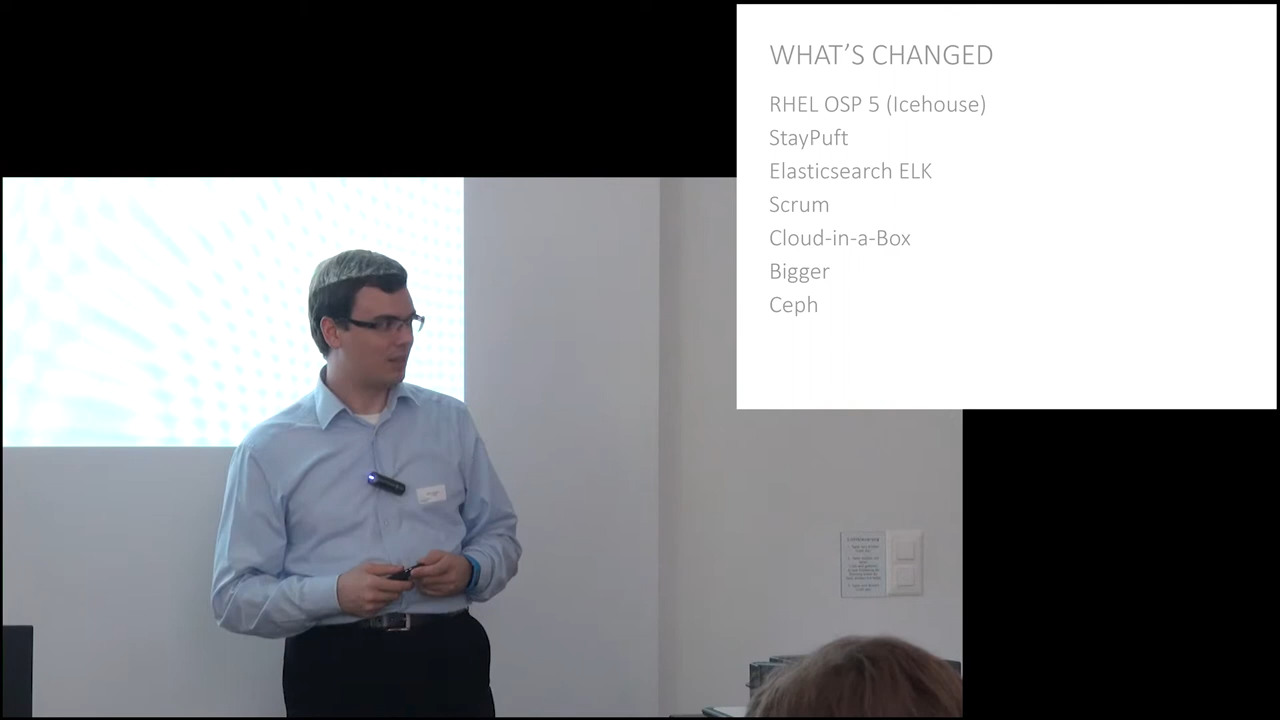 WHAT'S CHANGED
RHEL OSP 5 (Icehouse)
StayPuft
Elasticsearch ELK
Scrum
Cloud-in-a-Box
Bigger
Ceph